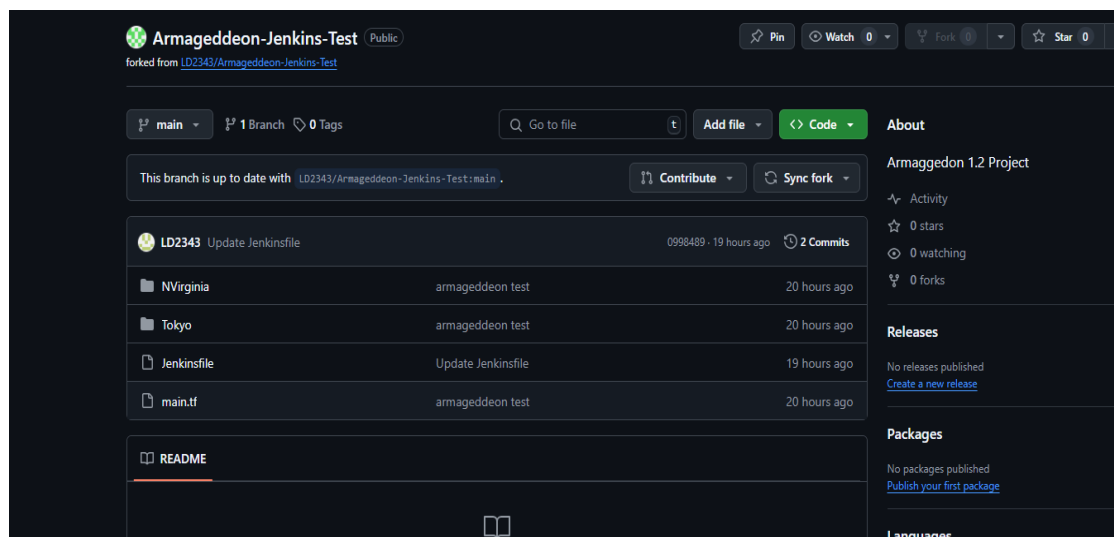 Armageddeon-Jenkins-Test Public
Pin Watch 0 Fork 0 Star 0
forked from LD2343/Armageddeon-Jenkins-Test
main 1 Branch 0 Tags Go to file t Add file Code
This branch is up to date with LD2343/Armageddeon-Jenkins-Test:main .
Contribute Sync fork
LD2343 Update Jenkinsfile 0998489 · 19 hours ago 2 Commits
NVirginia armageddeon test 20 hours ago
Tokyo armageddeon test 20 hours ago
Jenkinsfile Update Jenkinsfile 19 hours ago
main.tf armageddeon test 20 hours ago
README
About
Armaggedon 1.2 Project
Activity
0 stars
0 watching
0 forks
Releases
No releases published
Create a new release
Packages
No packages published
Publish your first package
Languages